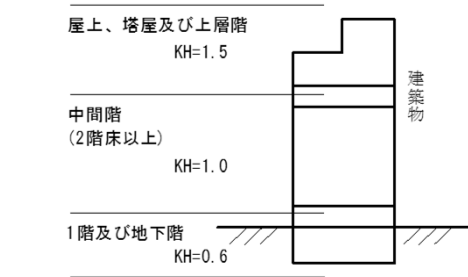 屋上、塔屋及び上層階
KH=1.5
中間階
(2階床以上)
KH=1.0
1階及び地下階
KH=0.6
建築物